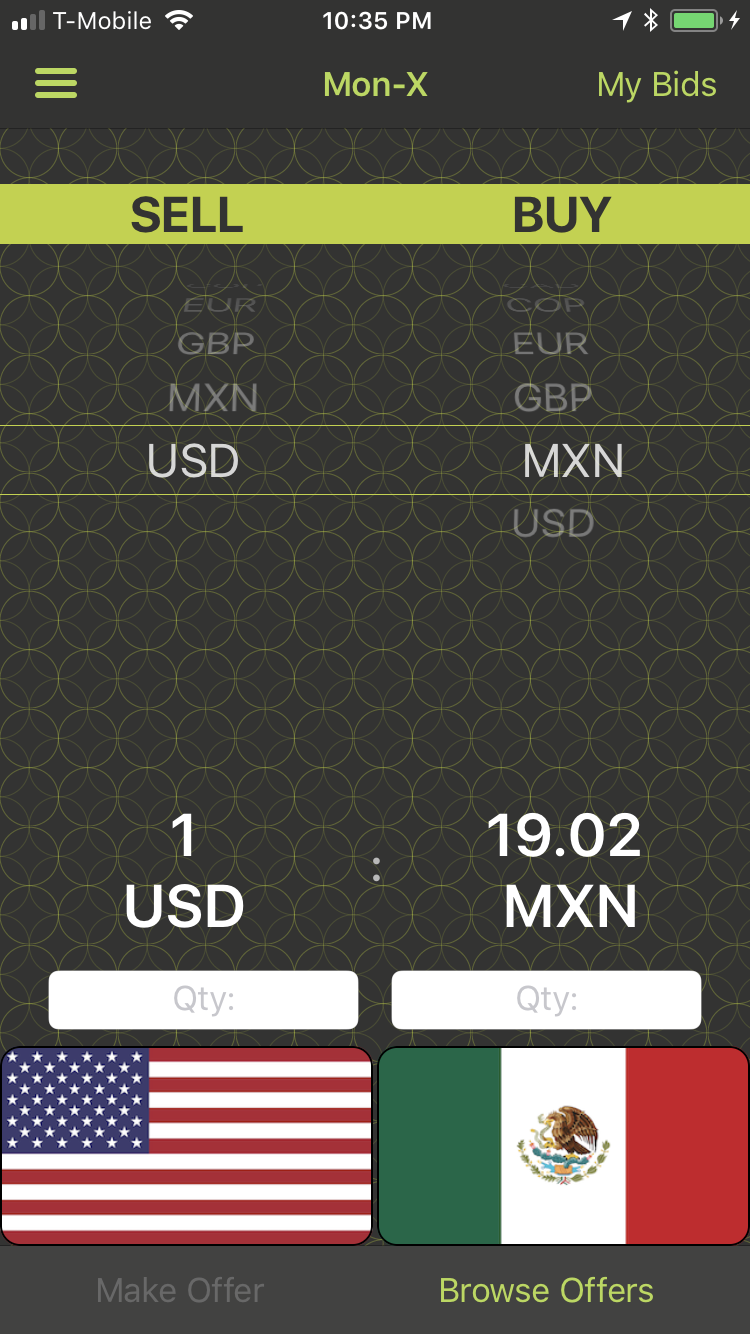 T-Mobile 10:35 PM
Mon-X My Bids
SELL BUY
EUR COP
GBP EUR
MXN GBP
USD MXN
USD
1 : 19.02
USD MXN
Qty: Qty:
Make Offer Browse Offers